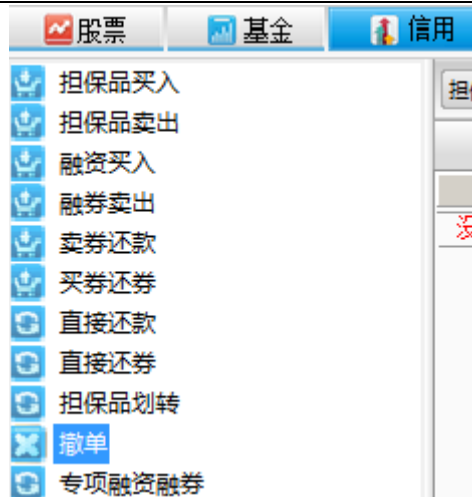 股票 基金 信用
担保品买入
担保品卖出
融资买入
融券卖出
卖券还款
买券还券
直接还款
直接还券
担保品划转
撤单
专项融资融券